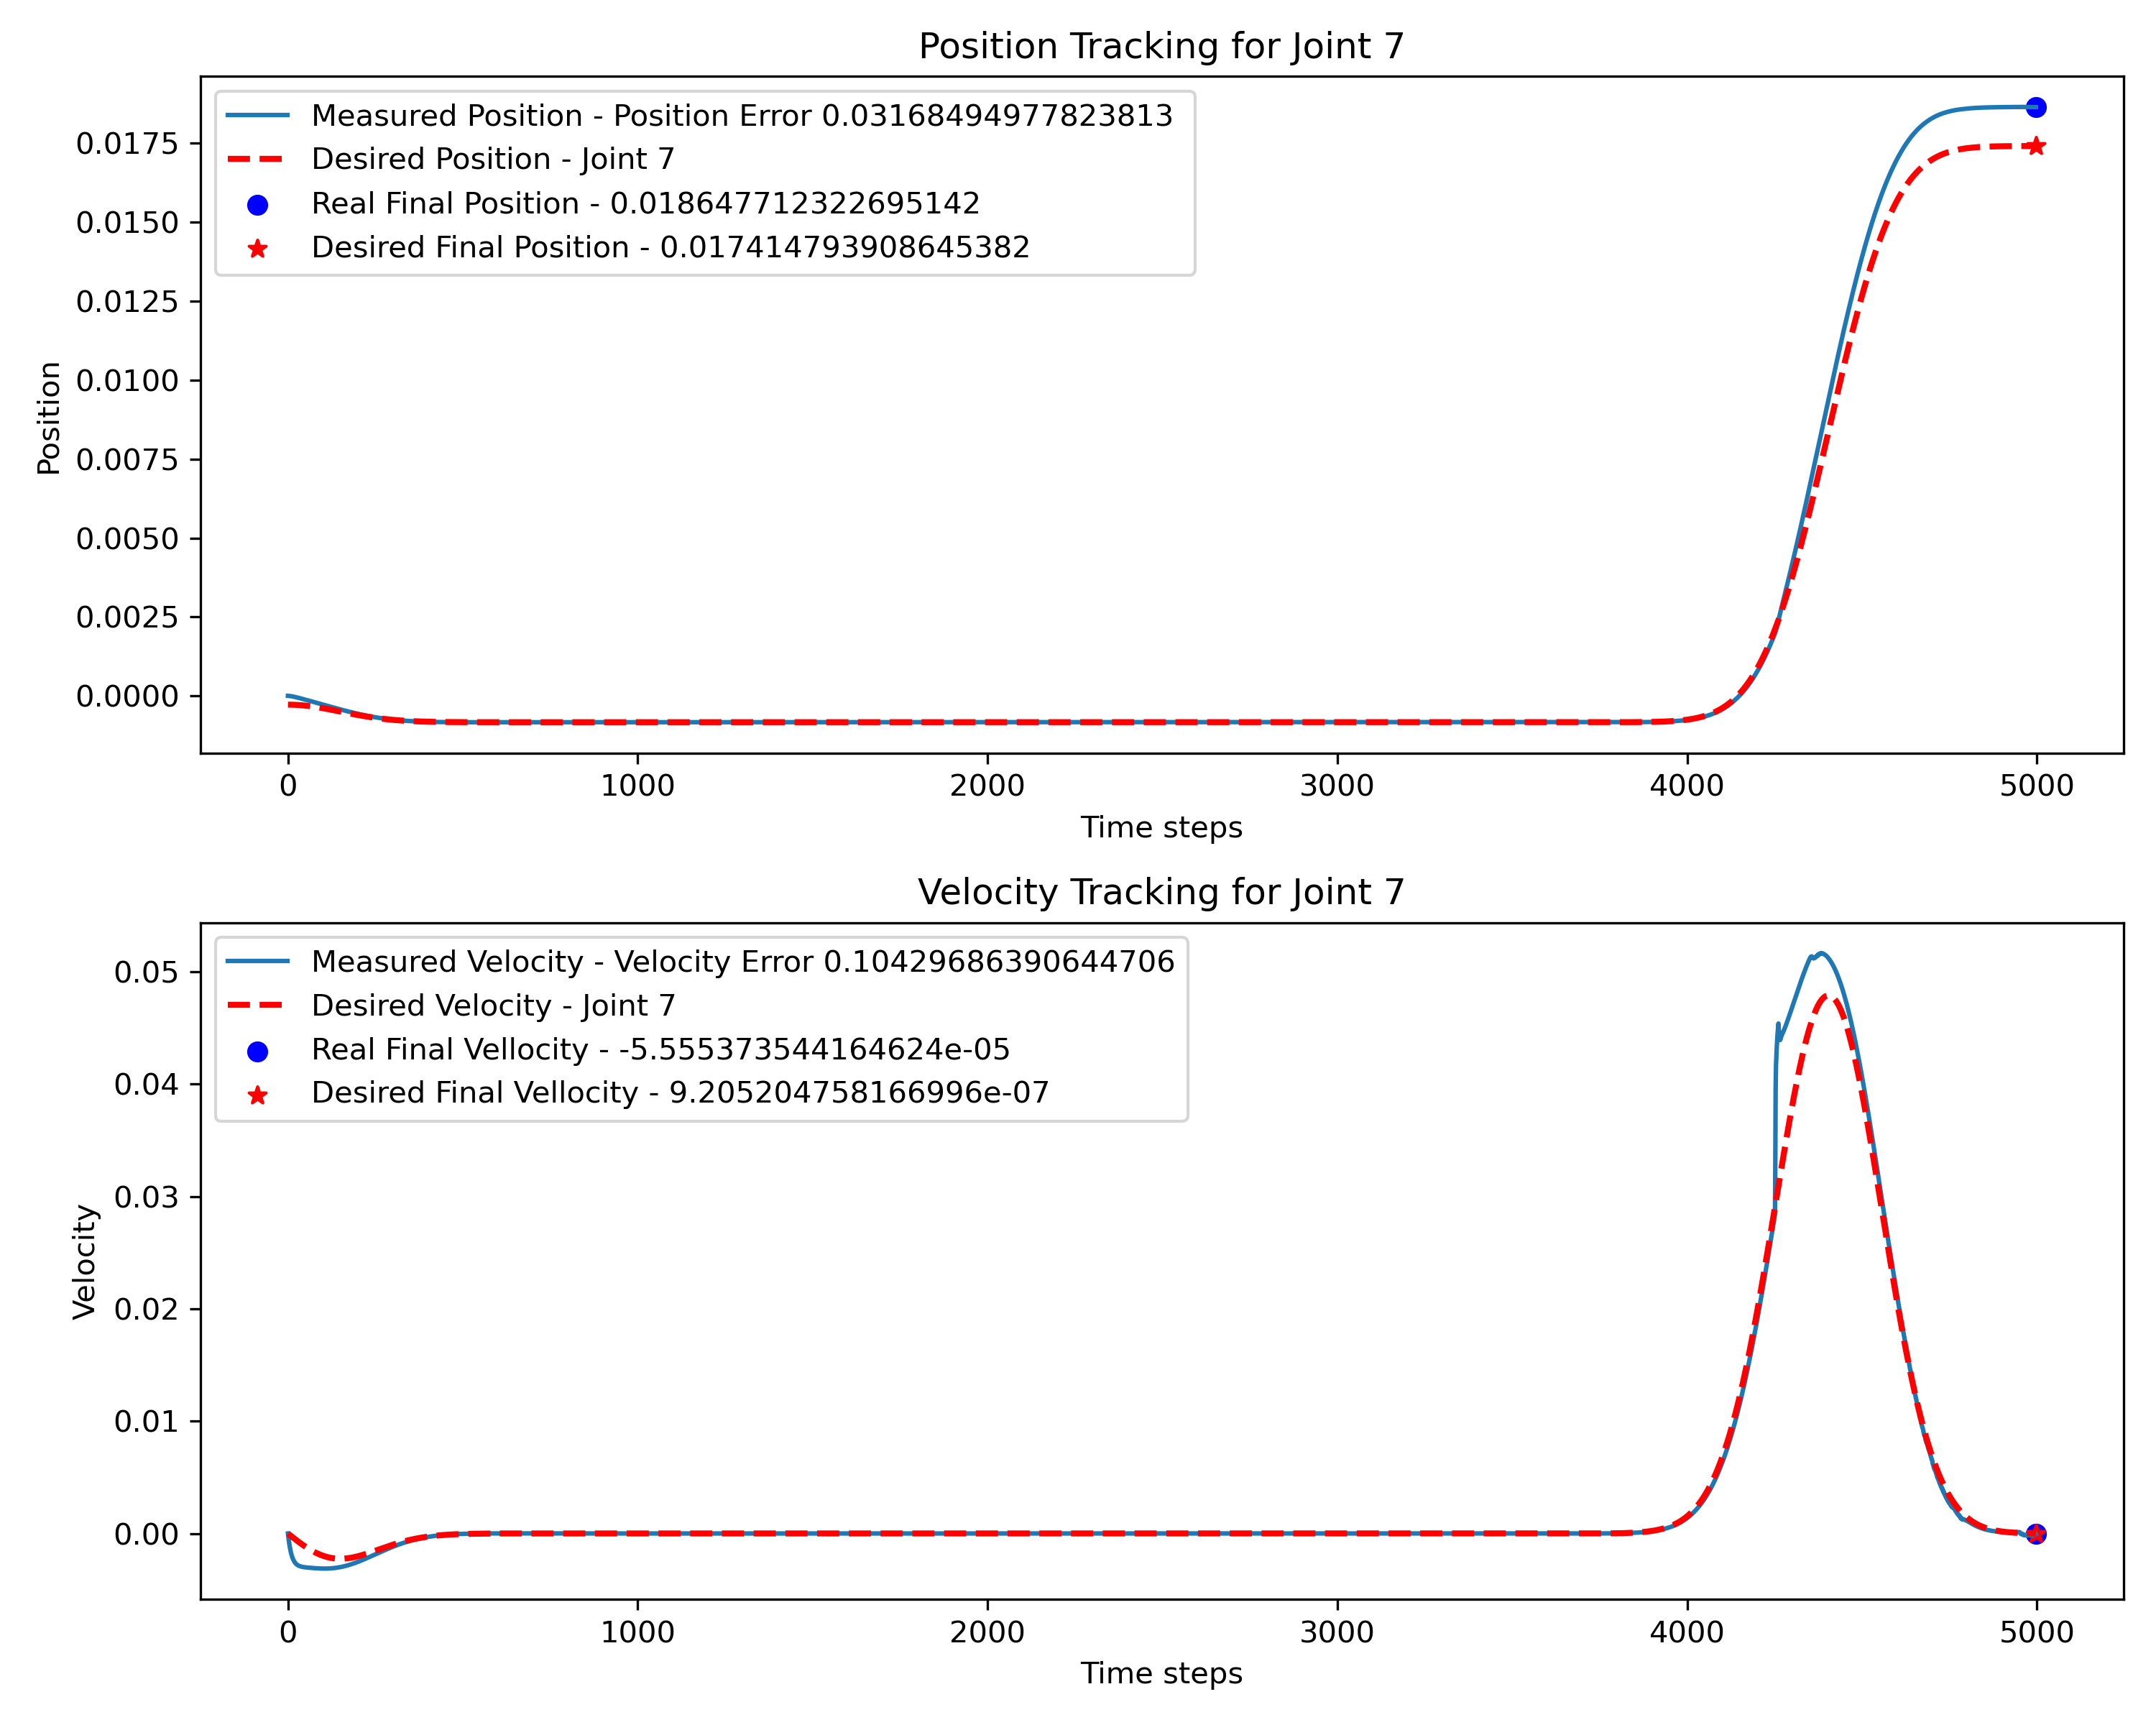 Position Tracking for Joint 7
Measured Position - Position Error 0.03168494977823813
Desired Position - Joint 7
Real Final Position - 0.0186477712322695142
Desired Final Position - 0.017414793908645382
0.0175
0.0150
0.0125
0.0100
0.0075
0.0050
0.0025
0.0000
Position
0 1000 2000 3000 4000 5000
Time steps
Velocity Tracking for Joint 7
Measured Velocity - Velocity Error 0.10429686390644706
Desired Velocity - Joint 7
Real Final Vellocity - -5.555373544164624e-05
Desired Final Vellocity - 9.205204758166996e-07
0.05
0.04
0.03
0.02
0.01
0.00
Velocity
0 1000 2000 3000 4000 5000
Time steps